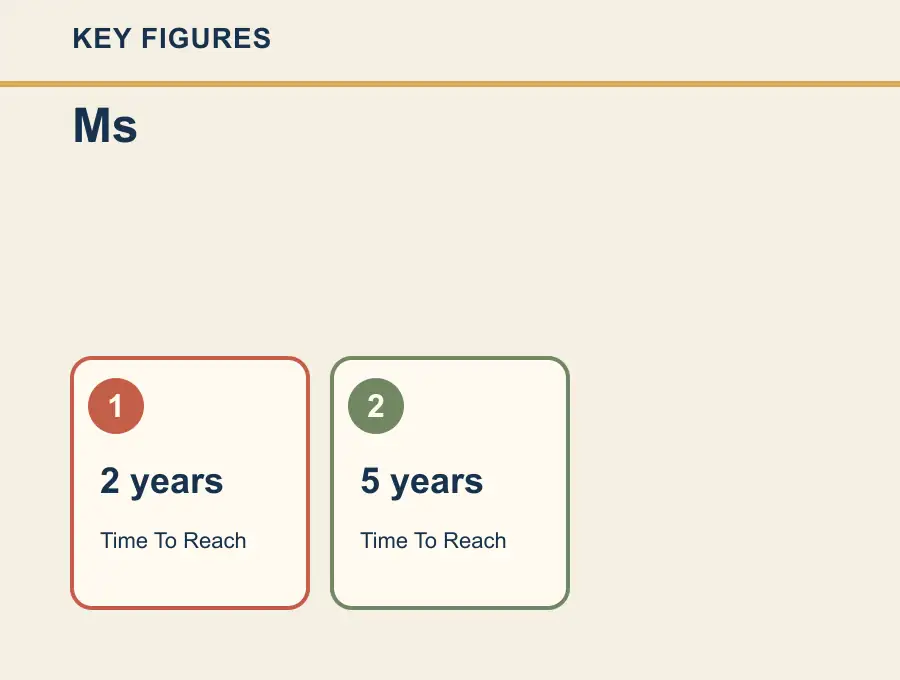 KEY FIGURES
Ms
1
2 years
Time To Reach
2
5 years
Time To Reach